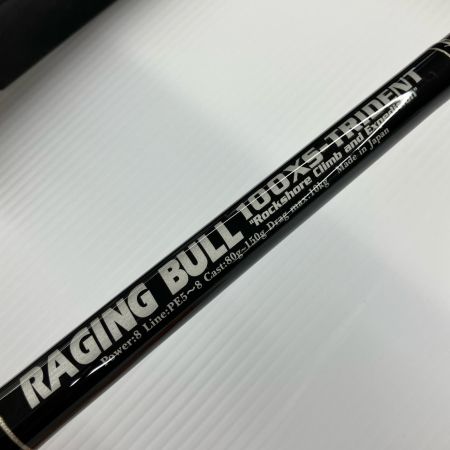 RAGING BULL 100XS-TRIDENT
"Rockshore Climb and Expedition"
Power:8 Line:PE5～8 Cast:80g~150g Drag max:10kg Made in Japan